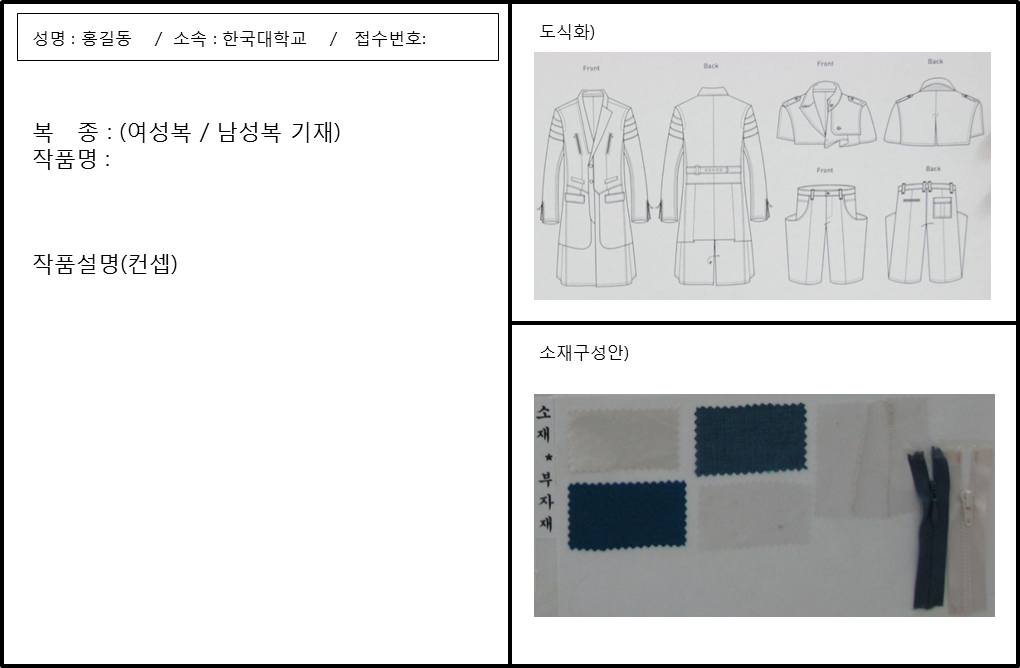 성명 : 홍길동 / 소속 : 한국대학교 / 접수번호:
복 종 : (여성복 / 남성복 기재)
작품명 :
작품설명(컨셉)
도식화)
Front
Back
Front
Back
Front
Back
소재구성안)
소재 * 부자재